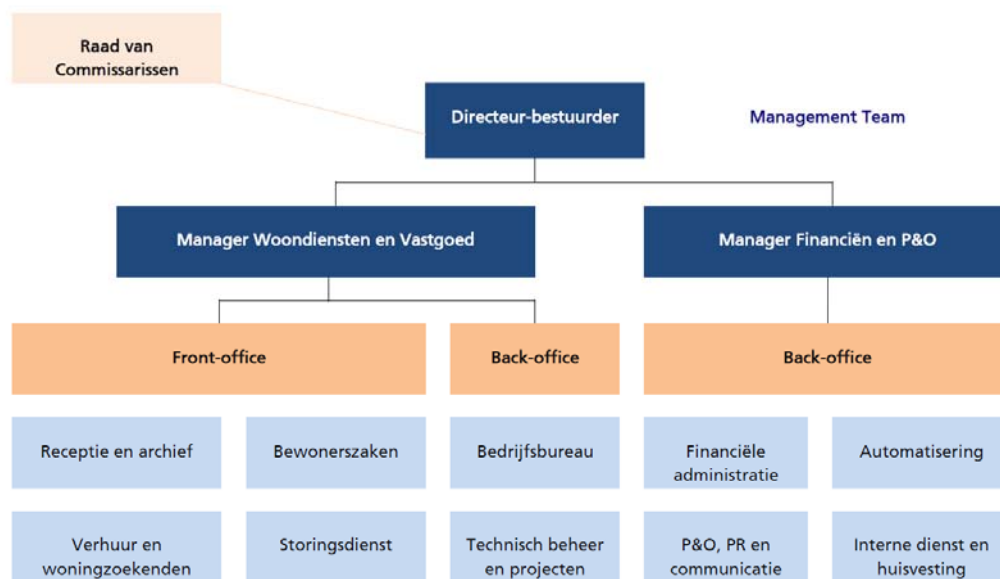 Raad van
Commissarissen
Directeur-bestuurder
Management Team
Manager Woondiensten en Vastgoed
Manager Financiën en P&O
Front-office
Back-office
Back-office
Receptie en archief
Bewonerszaken
Bedrijfsbureau
Financiële
administratie
Automatisering
Verhuur en
woningzoekenden
Storingsdienst
Technisch beheer
en projecten
P&O, PR en
communicatie
Interne dienst en
huisvesting